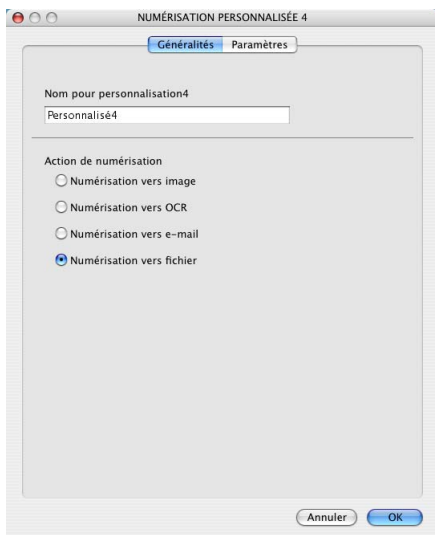 NUMÉRISATION PERSONNALISÉE 4
Généralités Paramètres
Nom pour personnalisation4
Personnalisé4
Action de numérisation
Numérisation vers image
Numérisation vers OCR
Numérisation vers e-mail
Numérisation vers fichier
Annuler OK